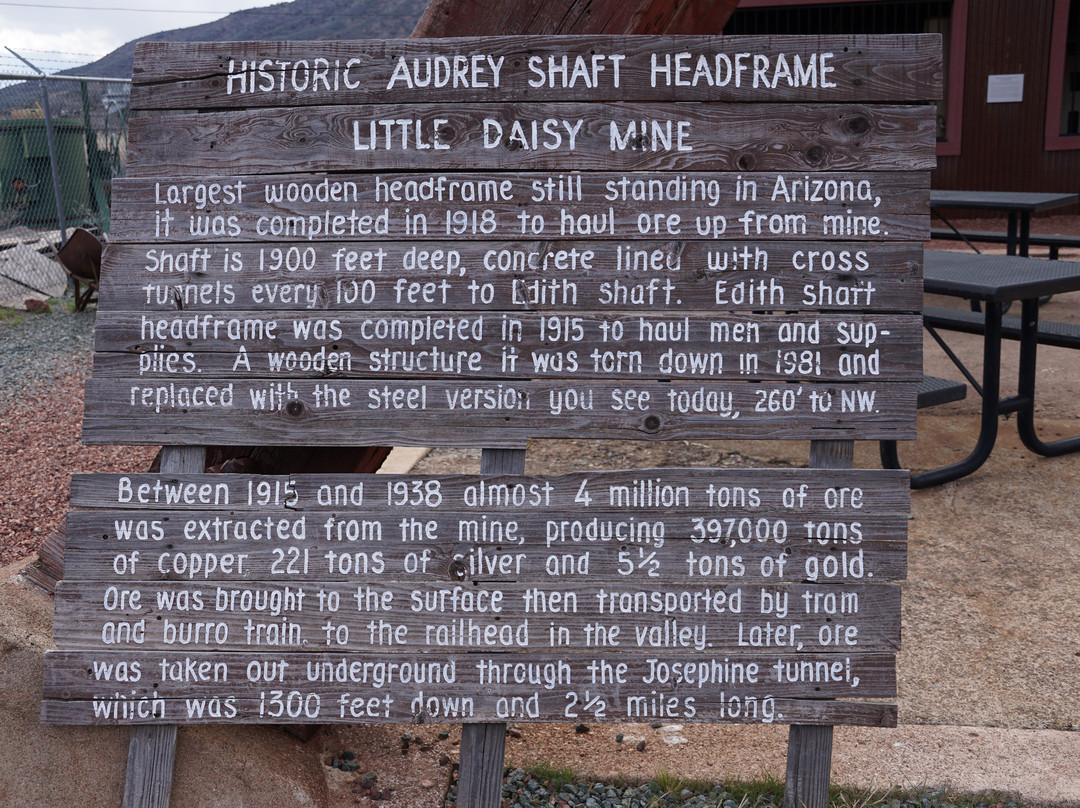 HISTORIC AUDREY SHAFT HEADFRAME
LITTLE DAISY MINE
Largest wooden headframe still standing in Arizona,
it was completed in 1918 to haul ore up from mine.
Shaft is 1900 feet deep, concrete lined with cross
tunnels every 100 feet to Edith shaft. Edith shaft
headframe was completed in 1915 to haul men and sup-
plies. A wooden structure it was torn down in 1981 and
replaced with the steel version you see today, 260' to NW.
Between 1915 and 1938 almost 4 million tons of ore
was extracted from the mine, producing 397,000 tons
of copper 221 tons of silver and 5½ tons of gold.
Ore was brought to the surface then transported by tram
and burro train. to the railhead in the valley. Later, ore
was taken out underground through the Josephine tunnel,
which was 1300 feet down and 2½ miles long.